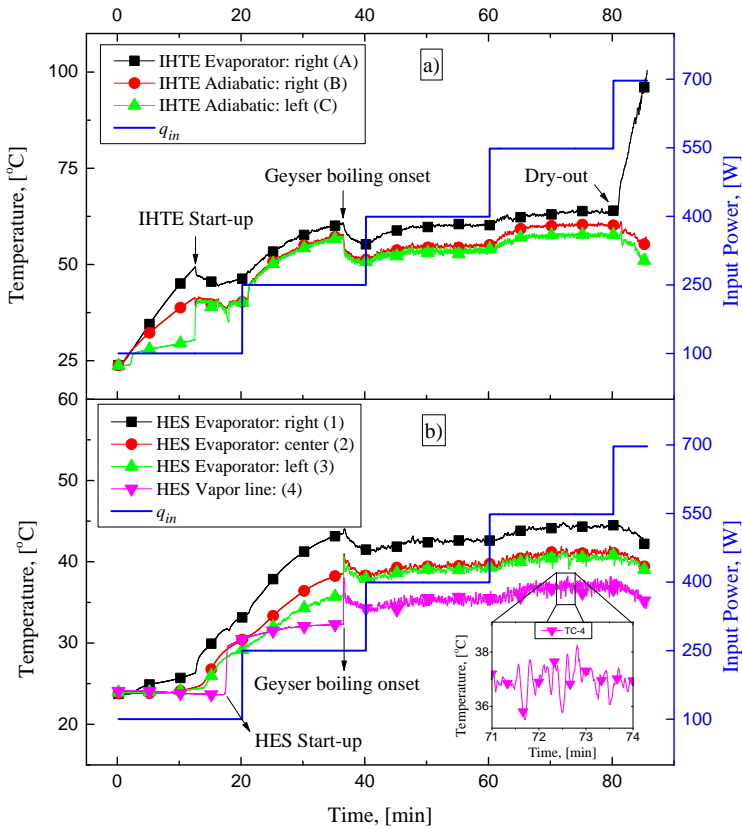 0 20 40 60 80
a)
IHTE Evaporator: right (A)
IHTE Adiabatic: right (B)
IHTE Adiabatic: left (C)
q_in
Geyser boiling onset
Dry-out
IHTE Start-up
100
75
50
25
Temperature, [°C]
700
550
400
250
100
Input Power, [W]
b)
HES Evaporator: right (1)
HES Evaporator: center (2)
HES Evaporator: left (3)
HES Vapor line: (4)
q_in
Geyser boiling onset
HES Start-up
60
50
40
30
20
Temperature, [°C]
700
550
400
250
100
Input Power, [W]
TC-4
38
36
Temperature, [°C]
71 72 73 74
Time, [min]
0 20 40 60 80
Time, [min]